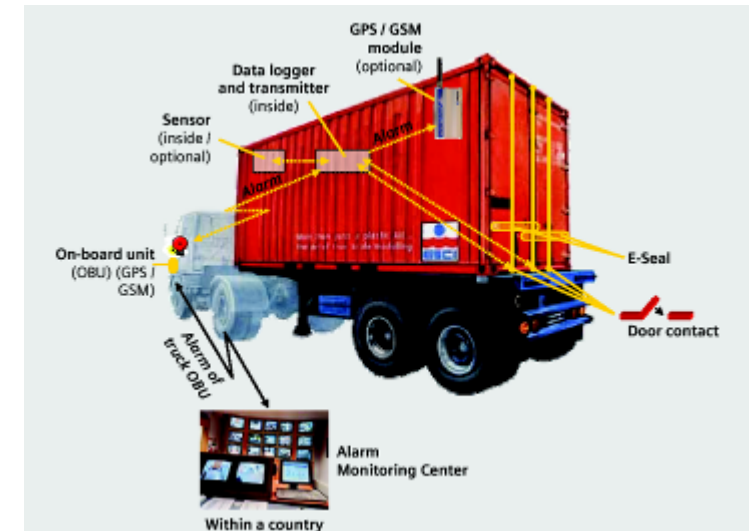 GPS / GSM
module
(optional)
Data logger
and transmitter
(inside)
Sensor
(inside /
optional)
Alarm
Alarm
On-board unit
(OBU) (GPS /
GSM)
E-Seal
Door contact
Alarm of
truck OBU
Alarm
Monitoring Center
Within a country